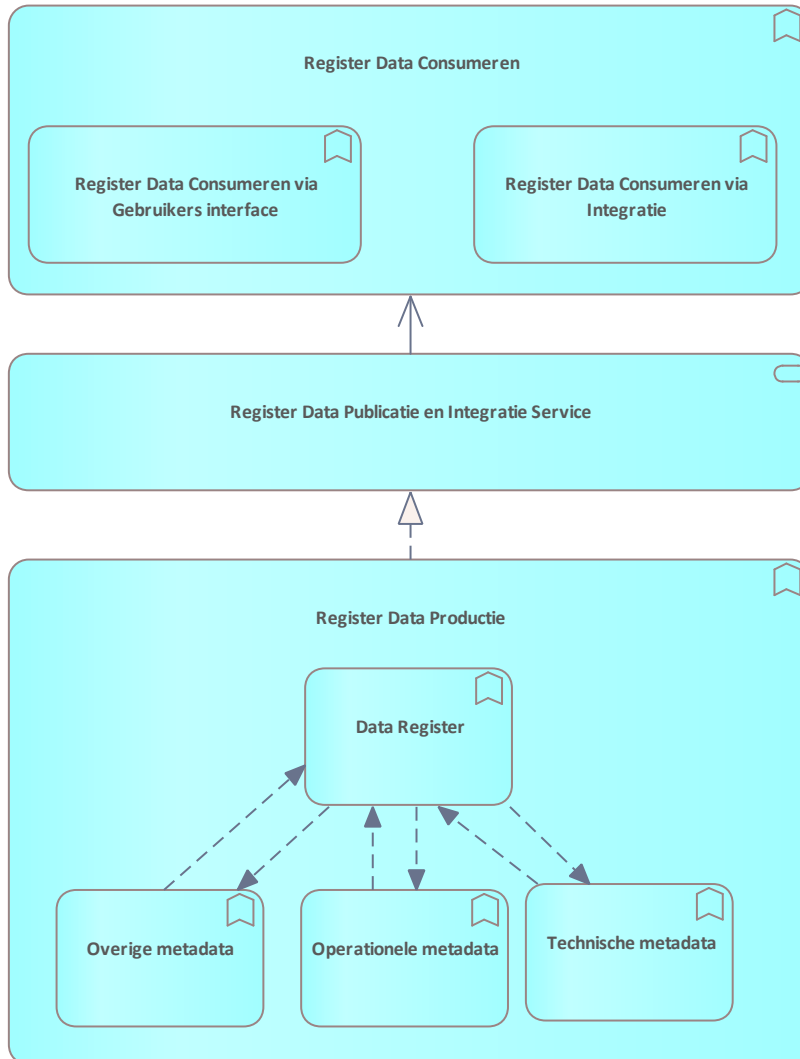 Register Data Consumeren
Register Data Consumeren via
Gebruikers interface
Register Data Consumeren via
Integratie
Register Data Publicatie en Integratie Service
Register Data Productie
Data Register
Overige metadata
Operationele metadata
Technische metadata